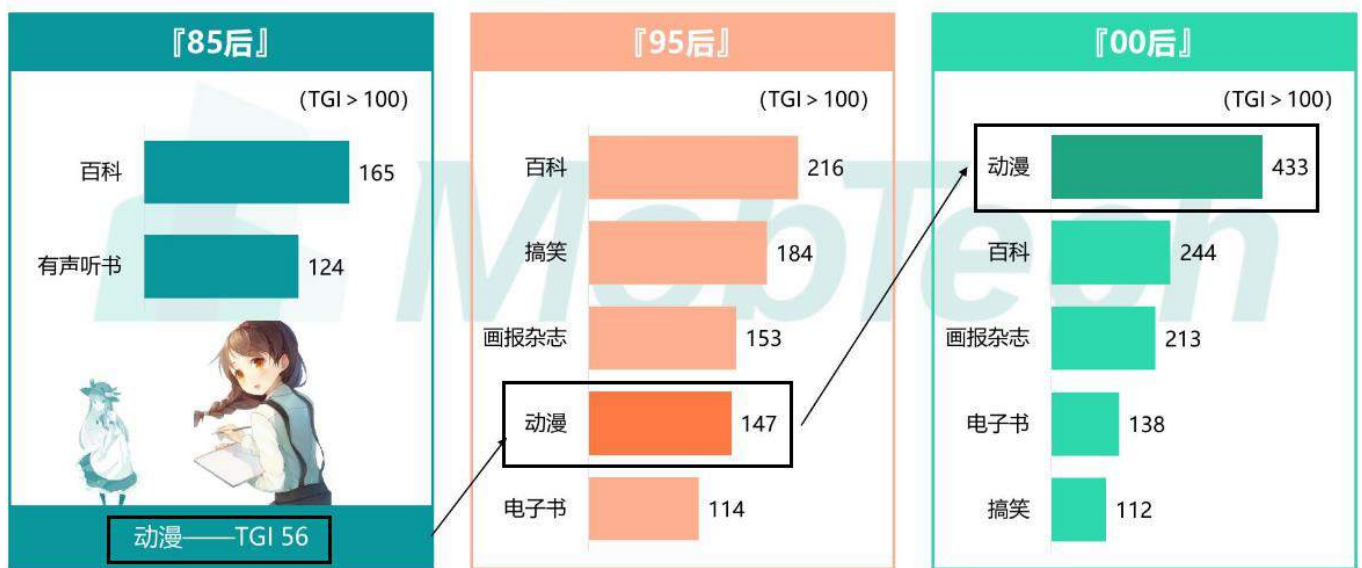 『85后』
(TGI > 100)
百科 165
有声听书 124
动漫——TGI 56
『95后』
(TGI > 100)
百科 216
搞笑 184
画报杂志 153
动漫 147
电子书 114
『00后』
(TGI > 100)
动漫 433
百科 244
画报杂志 213
电子书 138
搞笑 112
MobTech